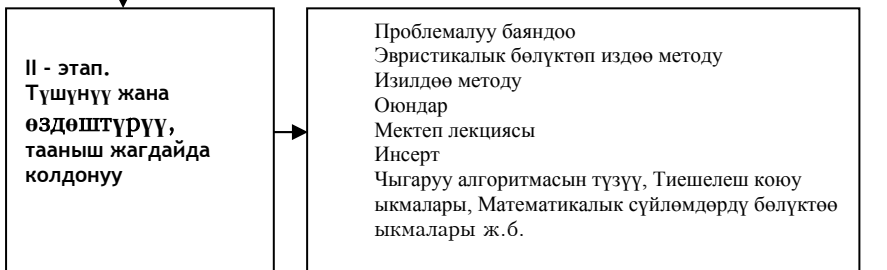 II - этап.
Түшүнүү жана
өздөштүрүү,
тааныш жагдайда
колдонуу
Проблемалуу баяндоо
Эвристикалык бөлүктөп издөө методу
Изилдөө методу
Оюндар
Мектеп лекциясы
Инсерт
Чыгаруу алгоритмасын түзүү, Тиешелеш коюу
ыкмалары, Математикалык сүйлөмдөрдү бөлүктөө
ыкмалары ж.б.